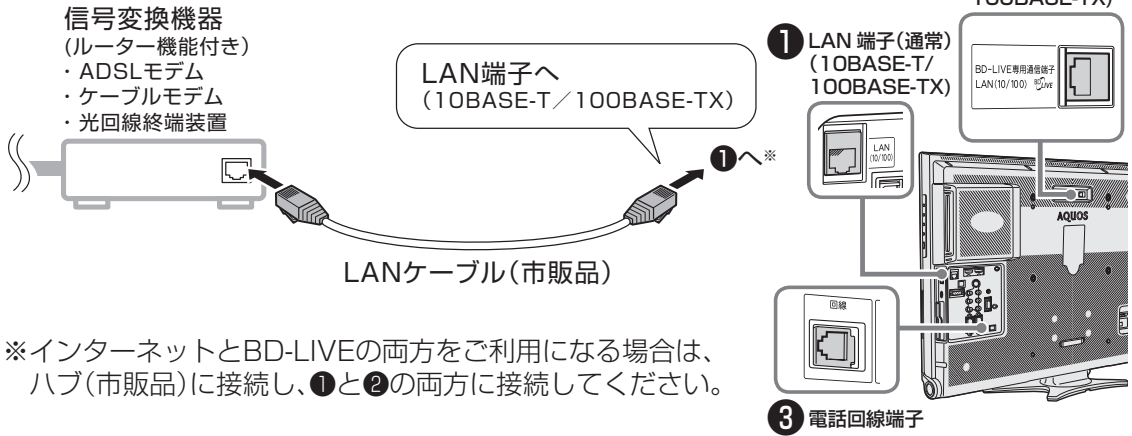 信号変換機器
(ルーター機能付き)
・ADSLモデム
・ケーブルモデム
・光回線終端装置
LAN端子へ
(10BASE-T／100BASE-TX)
❶へ※
LANケーブル(市販品)
※インターネットとBD-LIVEの両方をご利用になる場合は、
ハブ(市販品)に接続し、❶と❷の両方に接続してください。
❶ LAN 端子(通常)
(10BASE-T/
100BASE-TX)
LAN
(10/100)
100BASE-TX)
BD-LIVE専用通信端子
LAN(10/100) BD LIVE
AQUOS
回線
❸ 電話回線端子